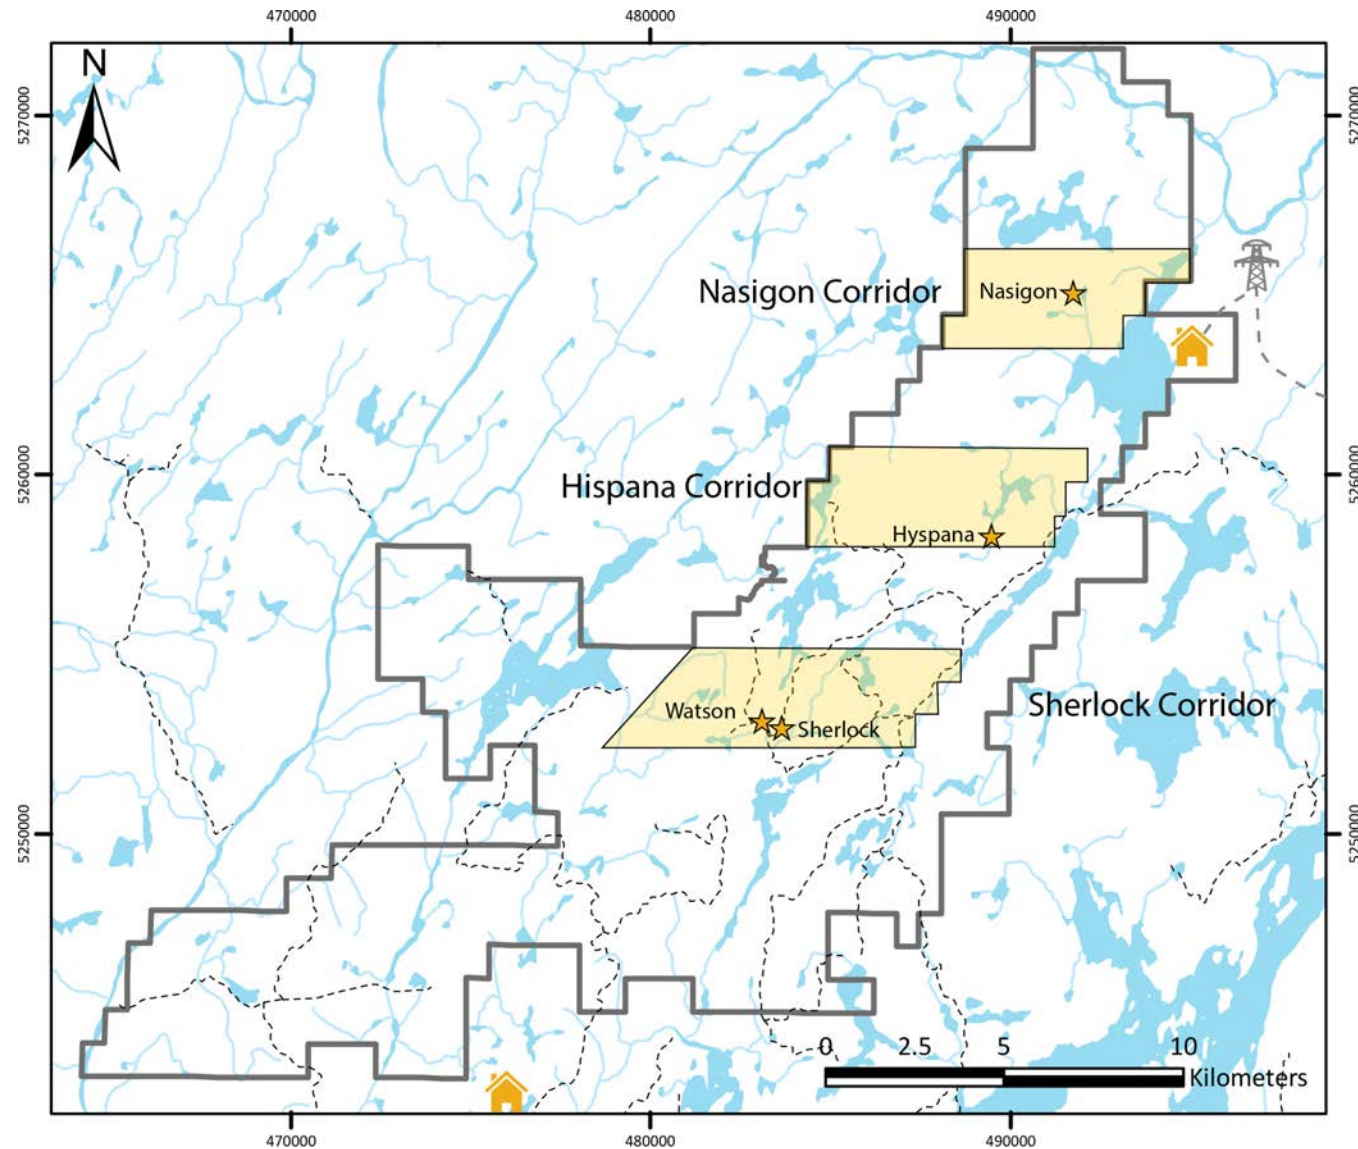 470000
480000
490000
N
5270000
5270000
Nasigon Corridor
Nasigon
5260000
5260000
Hispana Corridor
Hyspana
Watson
Sherlock
Sherlock Corridor
5250000
5250000
0 2.5 5 10
Kilometers
470000
480000
490000